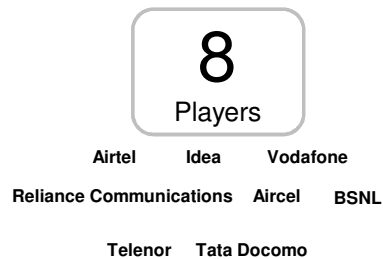 8
Players
Airtel Idea Vodafone
Reliance Communications Aircel BSNL
Telenor Tata Docomo